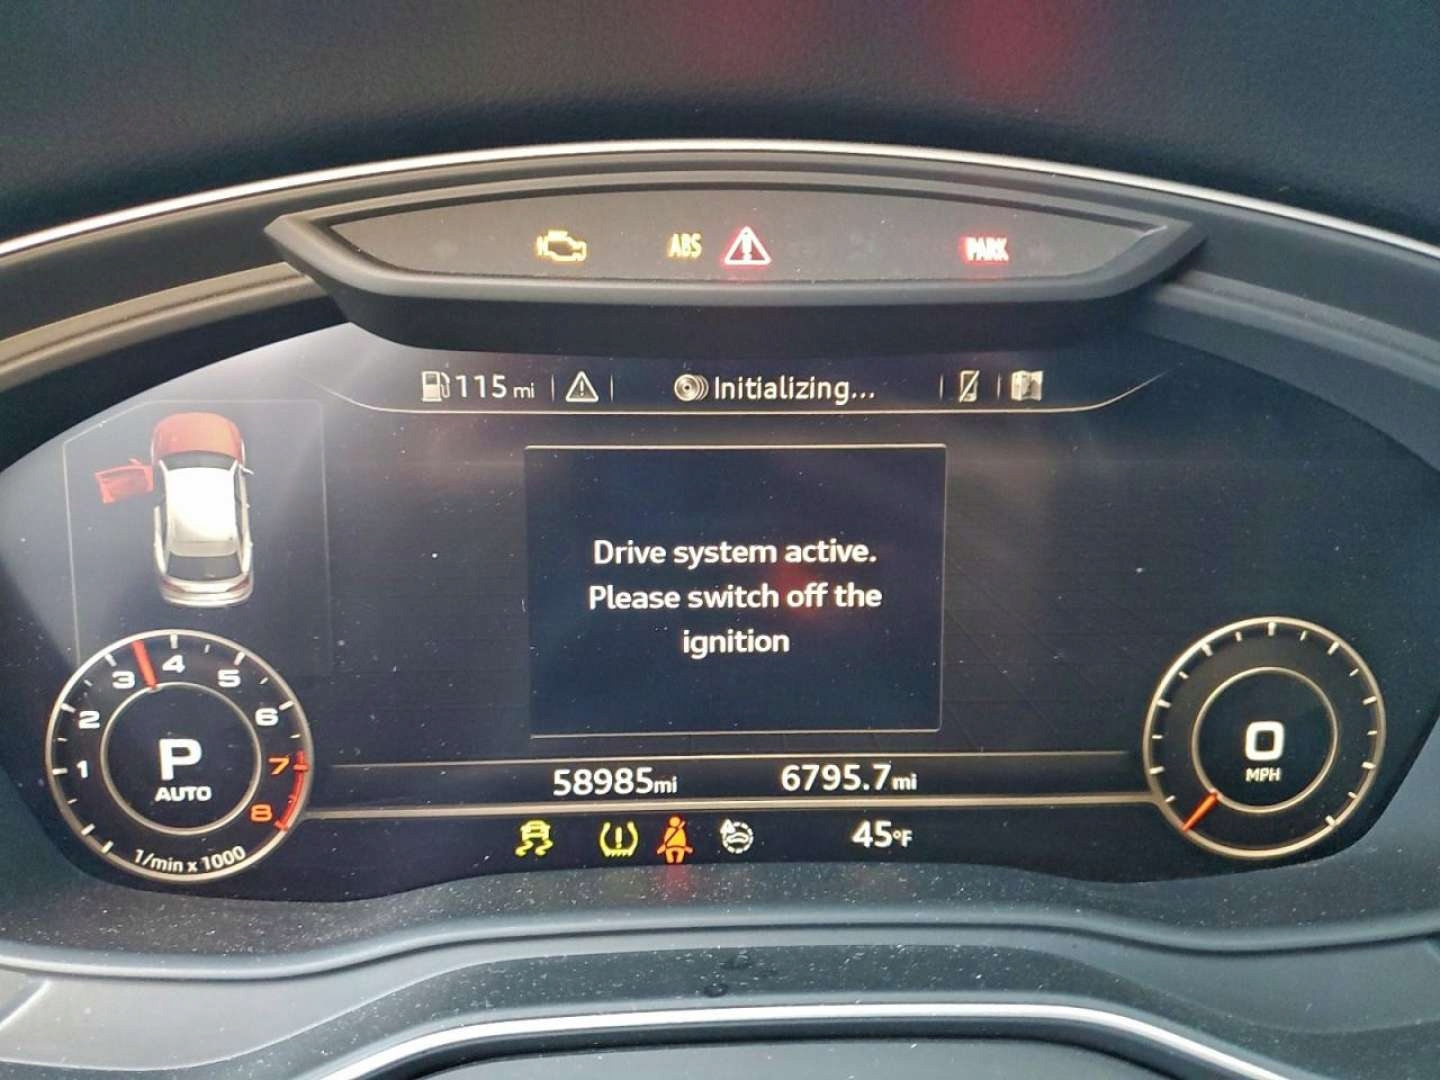 ABS
PARK
115 mi
Initializing...
Drive system active.
Please switch off the
ignition
1
2
3
4
5
6
7
8
P
AUTO
1/min x 1000
0
MPH
58985mi
6795.7mi
45°F